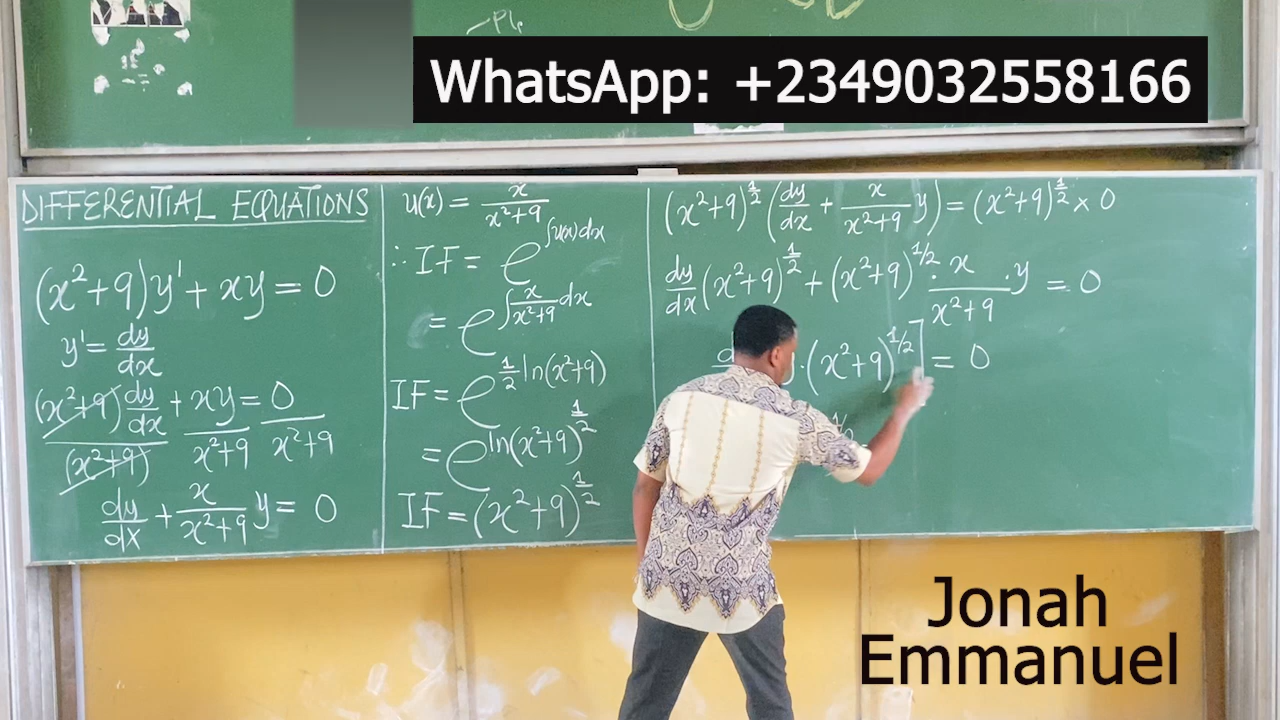 WhatsApp: +2349032558166
DIFFERENTIAL EQUATIONS
(x²+9)y' + xy = 0
y' = dy/dx
(x²+9) dy/dx / (x²+9) + xy / x²+9 = 0 / x²+9
dy/dx + x/x²+9 y = 0
u(x) = x/x²+9
∴ IF = e^∫u(x)dx
= e^∫x/x²+9 dx
IF = e^½ ln(x²+9)
= e^ln(x²+9)^½
IF = (x²+9)^½
(x²+9)^½ (dy/dx + x/x²+9 y) = (x²+9)^½ × 0
dy/dx (x²+9)^½ + (x²+9)^1/2 · x/x²+9 · y = 0
· (x²+9)^1/2] = 0
Jonah
Emmanuel